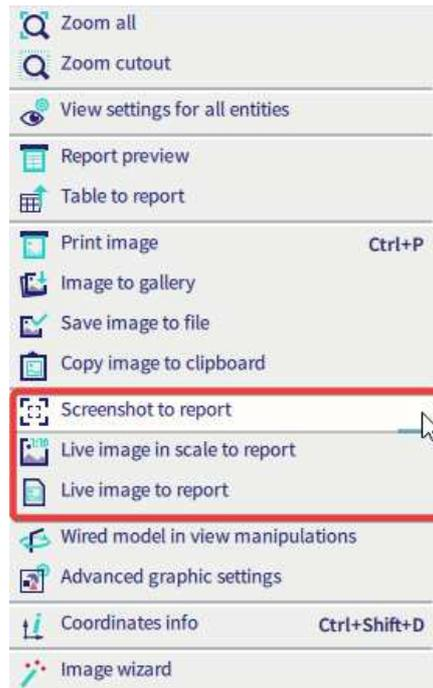 Zoom all
Zoom cutout
View settings for all entities
Report preview
Table to report
Print image Ctrl+P
Image to gallery
Save image to file
Copy image to clipboard
Screenshot to report
1:10
Live image in scale to report
Live image to report
Wired model in view manipulations
Advanced graphic settings
Coordinates info Ctrl+Shift+D
Image wizard